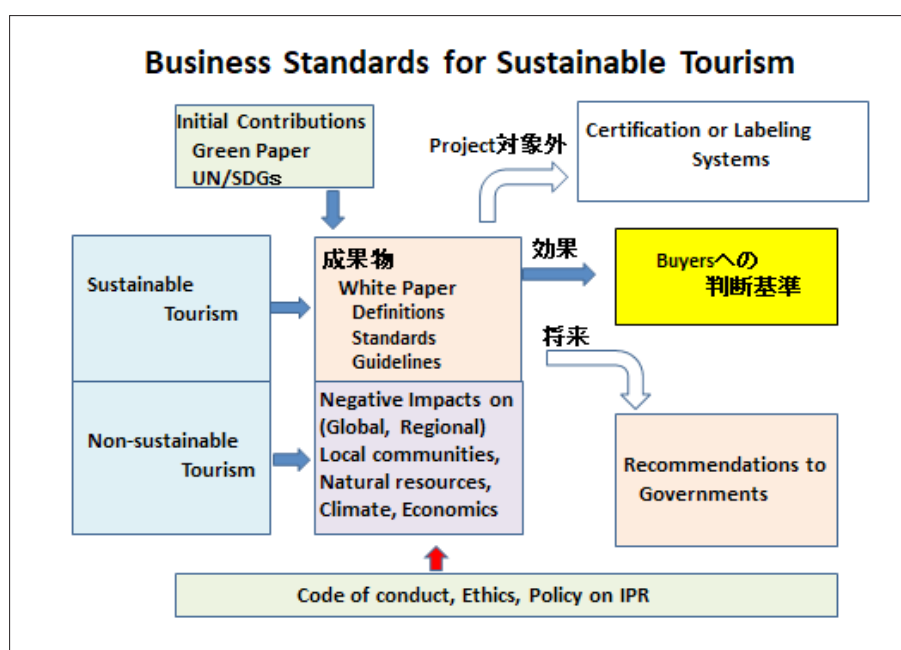 Business Standards for Sustainable Tourism
Initial Contributions
Green Paper
UN/SDGs
Project対象外
Certification or Labeling
Systems
Sustainable
Tourism
成果物
White Paper
Definitions
Standards
Guidelines
効果
Buyersへの
判断基準
将来
Non-sustainable
Tourism
Negative Impacts on
(Global, Regional)
Local communities,
Natural resources,
Climate, Economics
Recommendations to
Governments
Code of conduct, Ethics, Policy on IPR